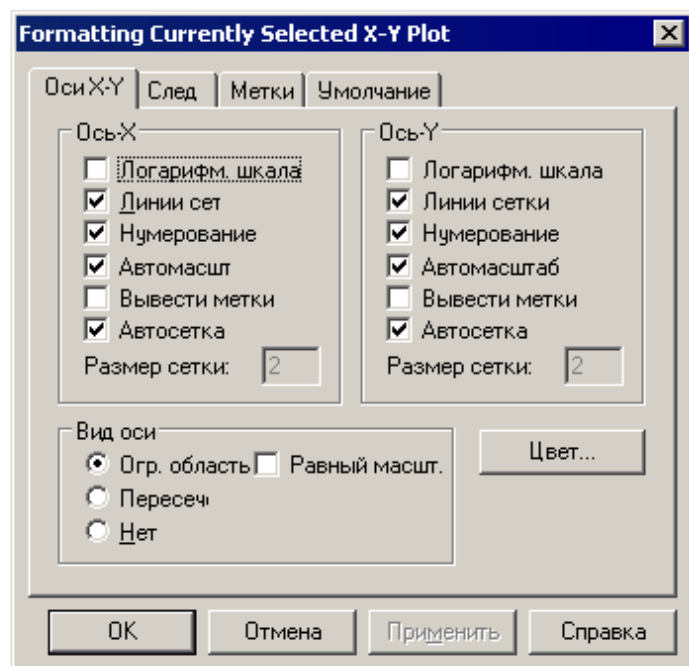 Formatting Currently Selected X-Y Plot
Оси X-Y След Метки Умолчание
Ось-X Ось-Y
Логарифм. шкала Логарифм. шкала
Линии сет Линии сетки
Нумерование Нумерование
Автомасшт Автомасштаб
Вывести метки Вывести метки
Автосетка Автосетка
Размер сетки: 2 Размер сетки: 2
Вид оси
Огр. область Равный масшт. Цвет...
Пересеч
Нет
OK Отмена Применить Справка